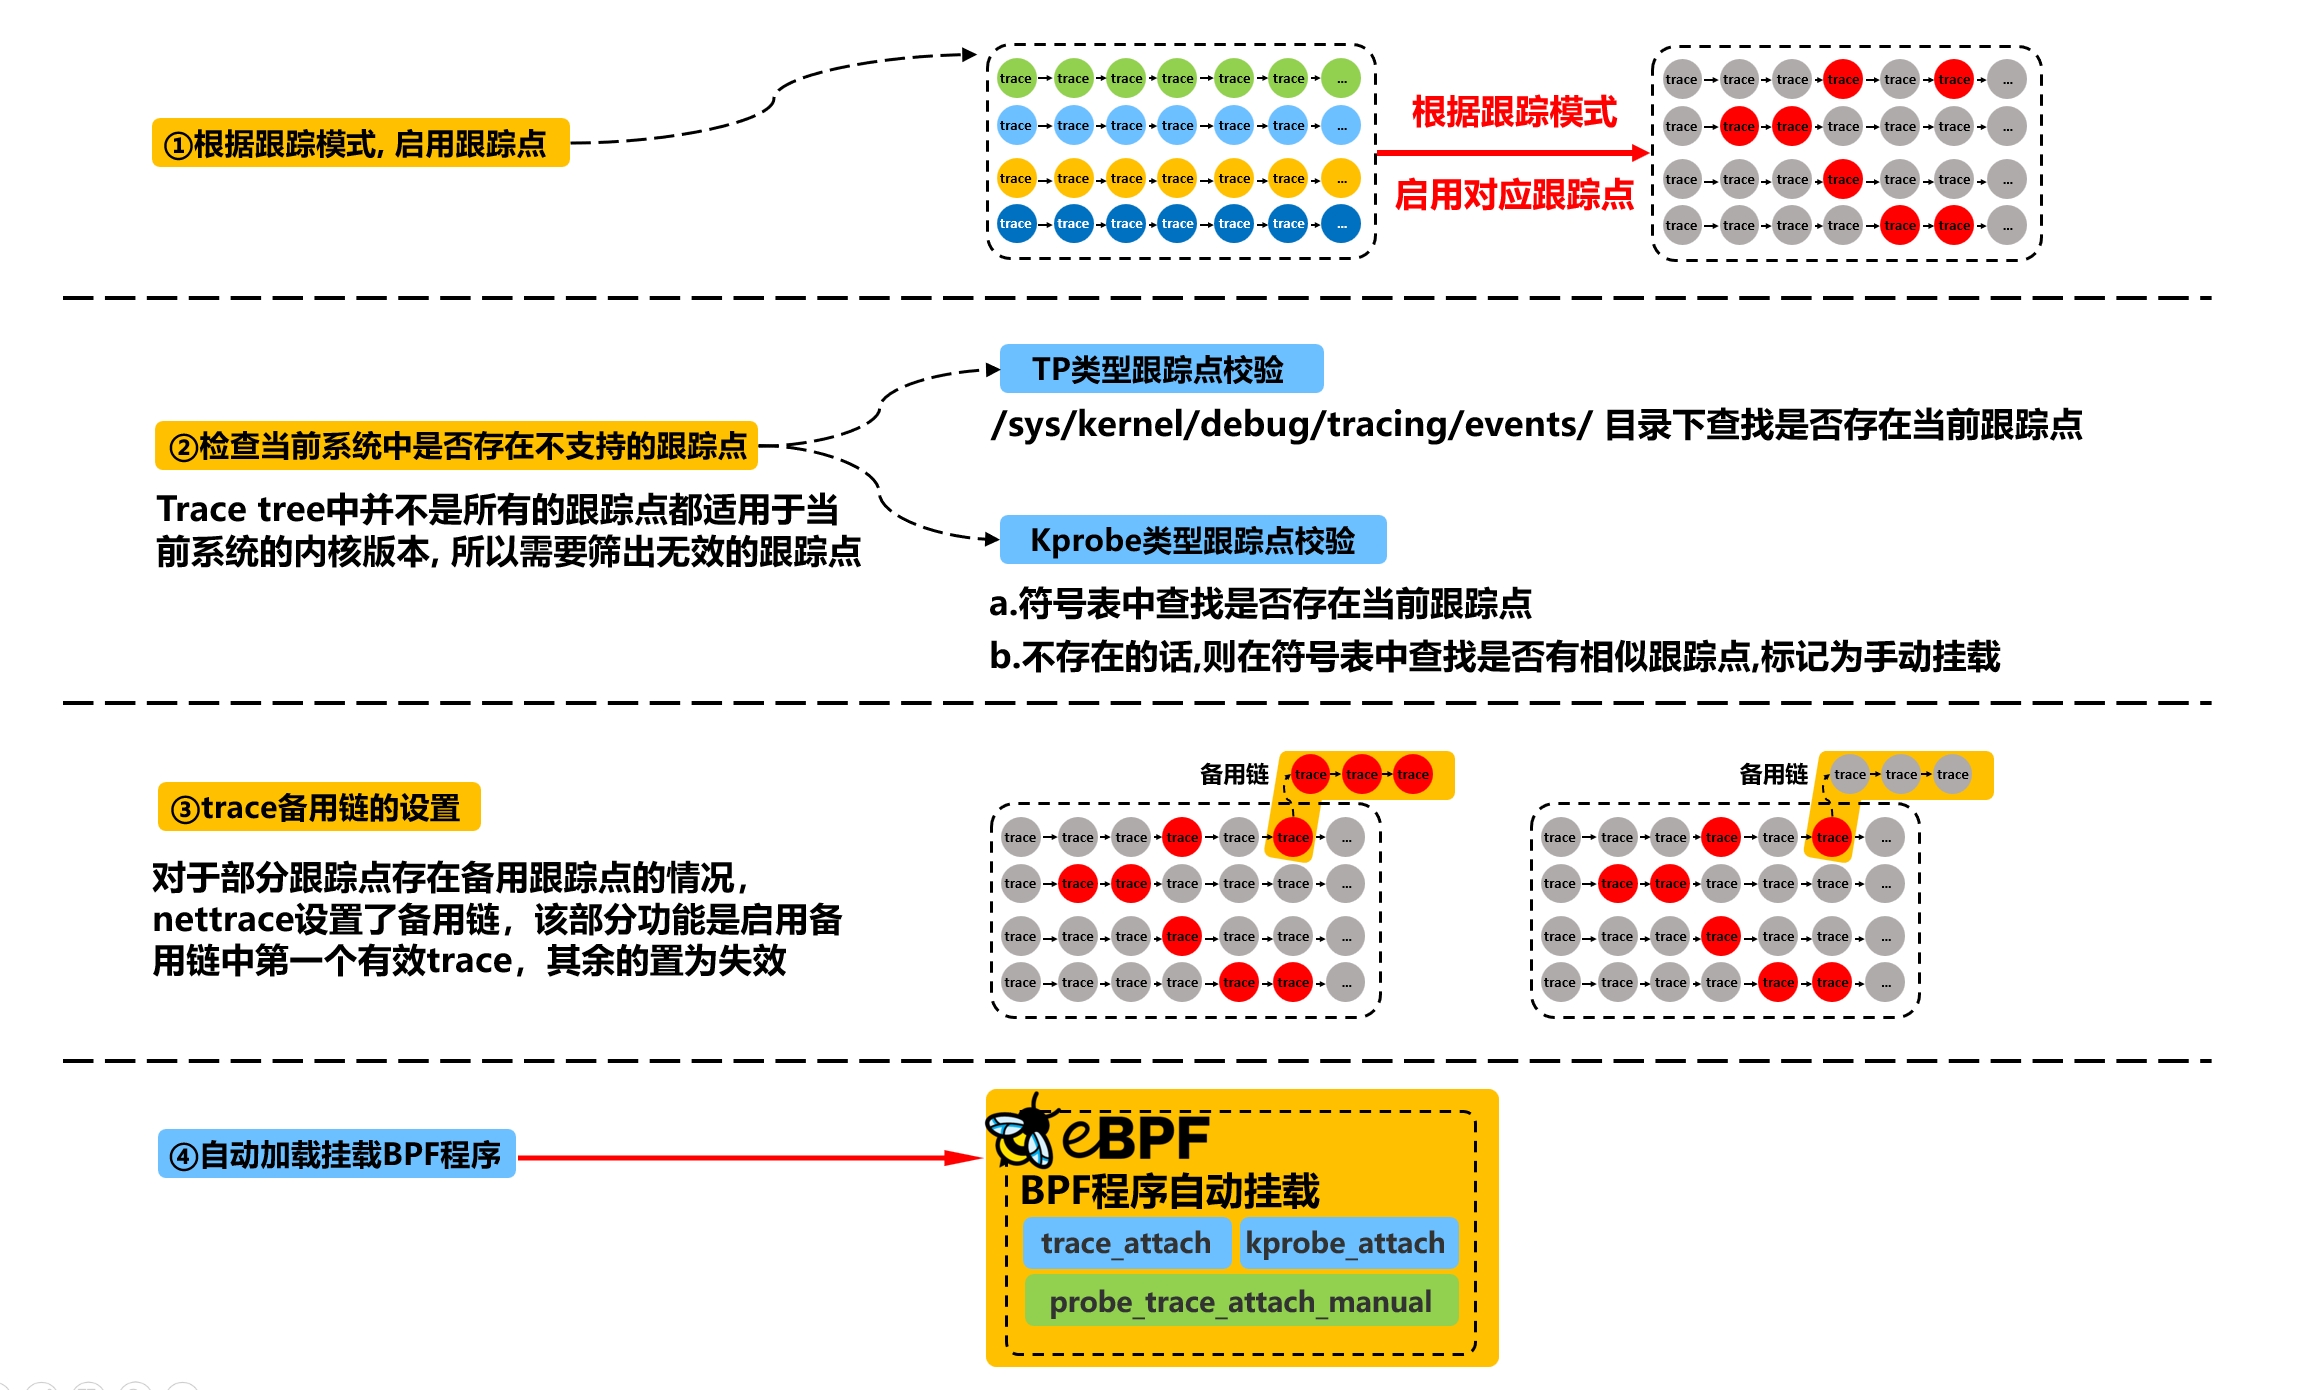 ①根据跟踪模式, 启用跟踪点
trace trace trace trace trace trace ...
trace trace trace trace trace trace ...
trace trace trace trace trace trace ...
trace trace trace trace trace trace ...
根据跟踪模式
启用对应跟踪点
trace trace trace trace trace trace ...
trace trace trace trace trace trace ...
trace trace trace trace trace trace ...
trace trace trace trace trace trace ...
②检查当前系统中是否存在不支持的跟踪点
Trace tree中并不是所有的跟踪点都适用于当
前系统的内核版本, 所以需要筛出无效的跟踪点
TP类型跟踪点校验
/sys/kernel/debug/tracing/events/ 目录下查找是否存在当前跟踪点
Kprobe类型跟踪点校验
a.符号表中查找是否存在当前跟踪点
b.不存在的话,则在符号表中查找是否有相似跟踪点,标记为手动挂载
③trace备用链的设置
对于部分跟踪点存在备用跟踪点的情况，
nettrace设置了备用链，该部分功能是启用备
用链中第一个有效trace，其余的置为失效
备用链 trace trace trace
trace trace trace trace trace trace ...
trace trace trace trace trace trace ...
trace trace trace trace trace trace ...
trace trace trace trace trace trace ...
备用链 trace trace trace
trace trace trace trace trace trace ...
trace trace trace trace trace trace ...
trace trace trace trace trace trace ...
trace trace trace trace trace trace ...
④自动加载挂载BPF程序
eBPF
BPF程序自动挂载
trace_attach kprobe_attach
probe_trace_attach_manual